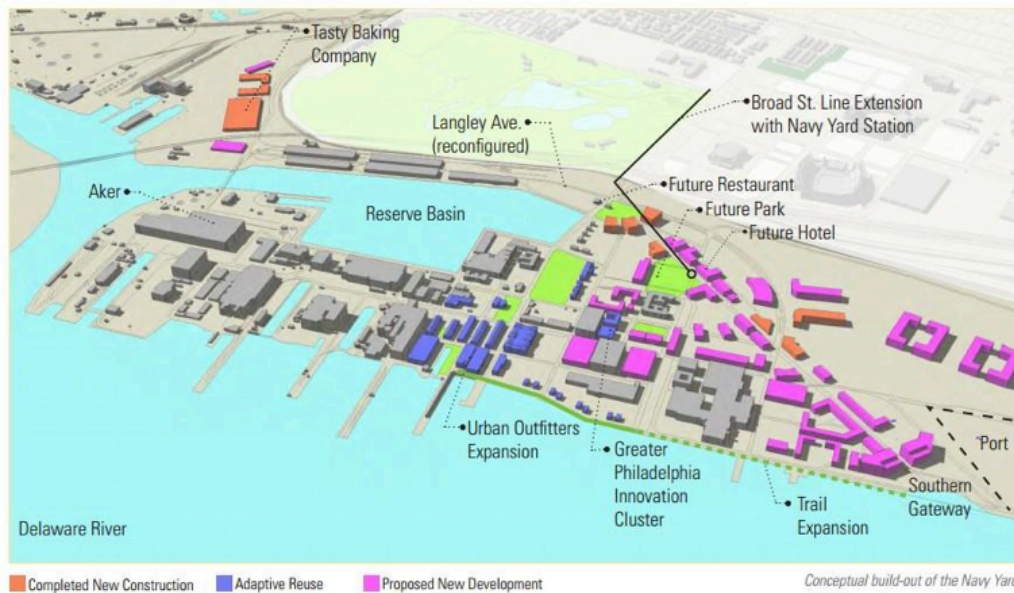 Tasty Baking
Company
Langley Ave.
(reconfigured)
Broad St. Line Extension
with Navy Yard Station
Aker
Reserve Basin
Future Restaurant
Future Park
Future Hotel
Urban Outfitters
Expansion
Greater
Philadelphia
Innovation
Cluster
Trail
Expansion
Southern
Gateway
Port
Delaware River
Completed New Construction
Adaptive Reuse
Proposed New Development
Conceptual build-out of the Navy Yard